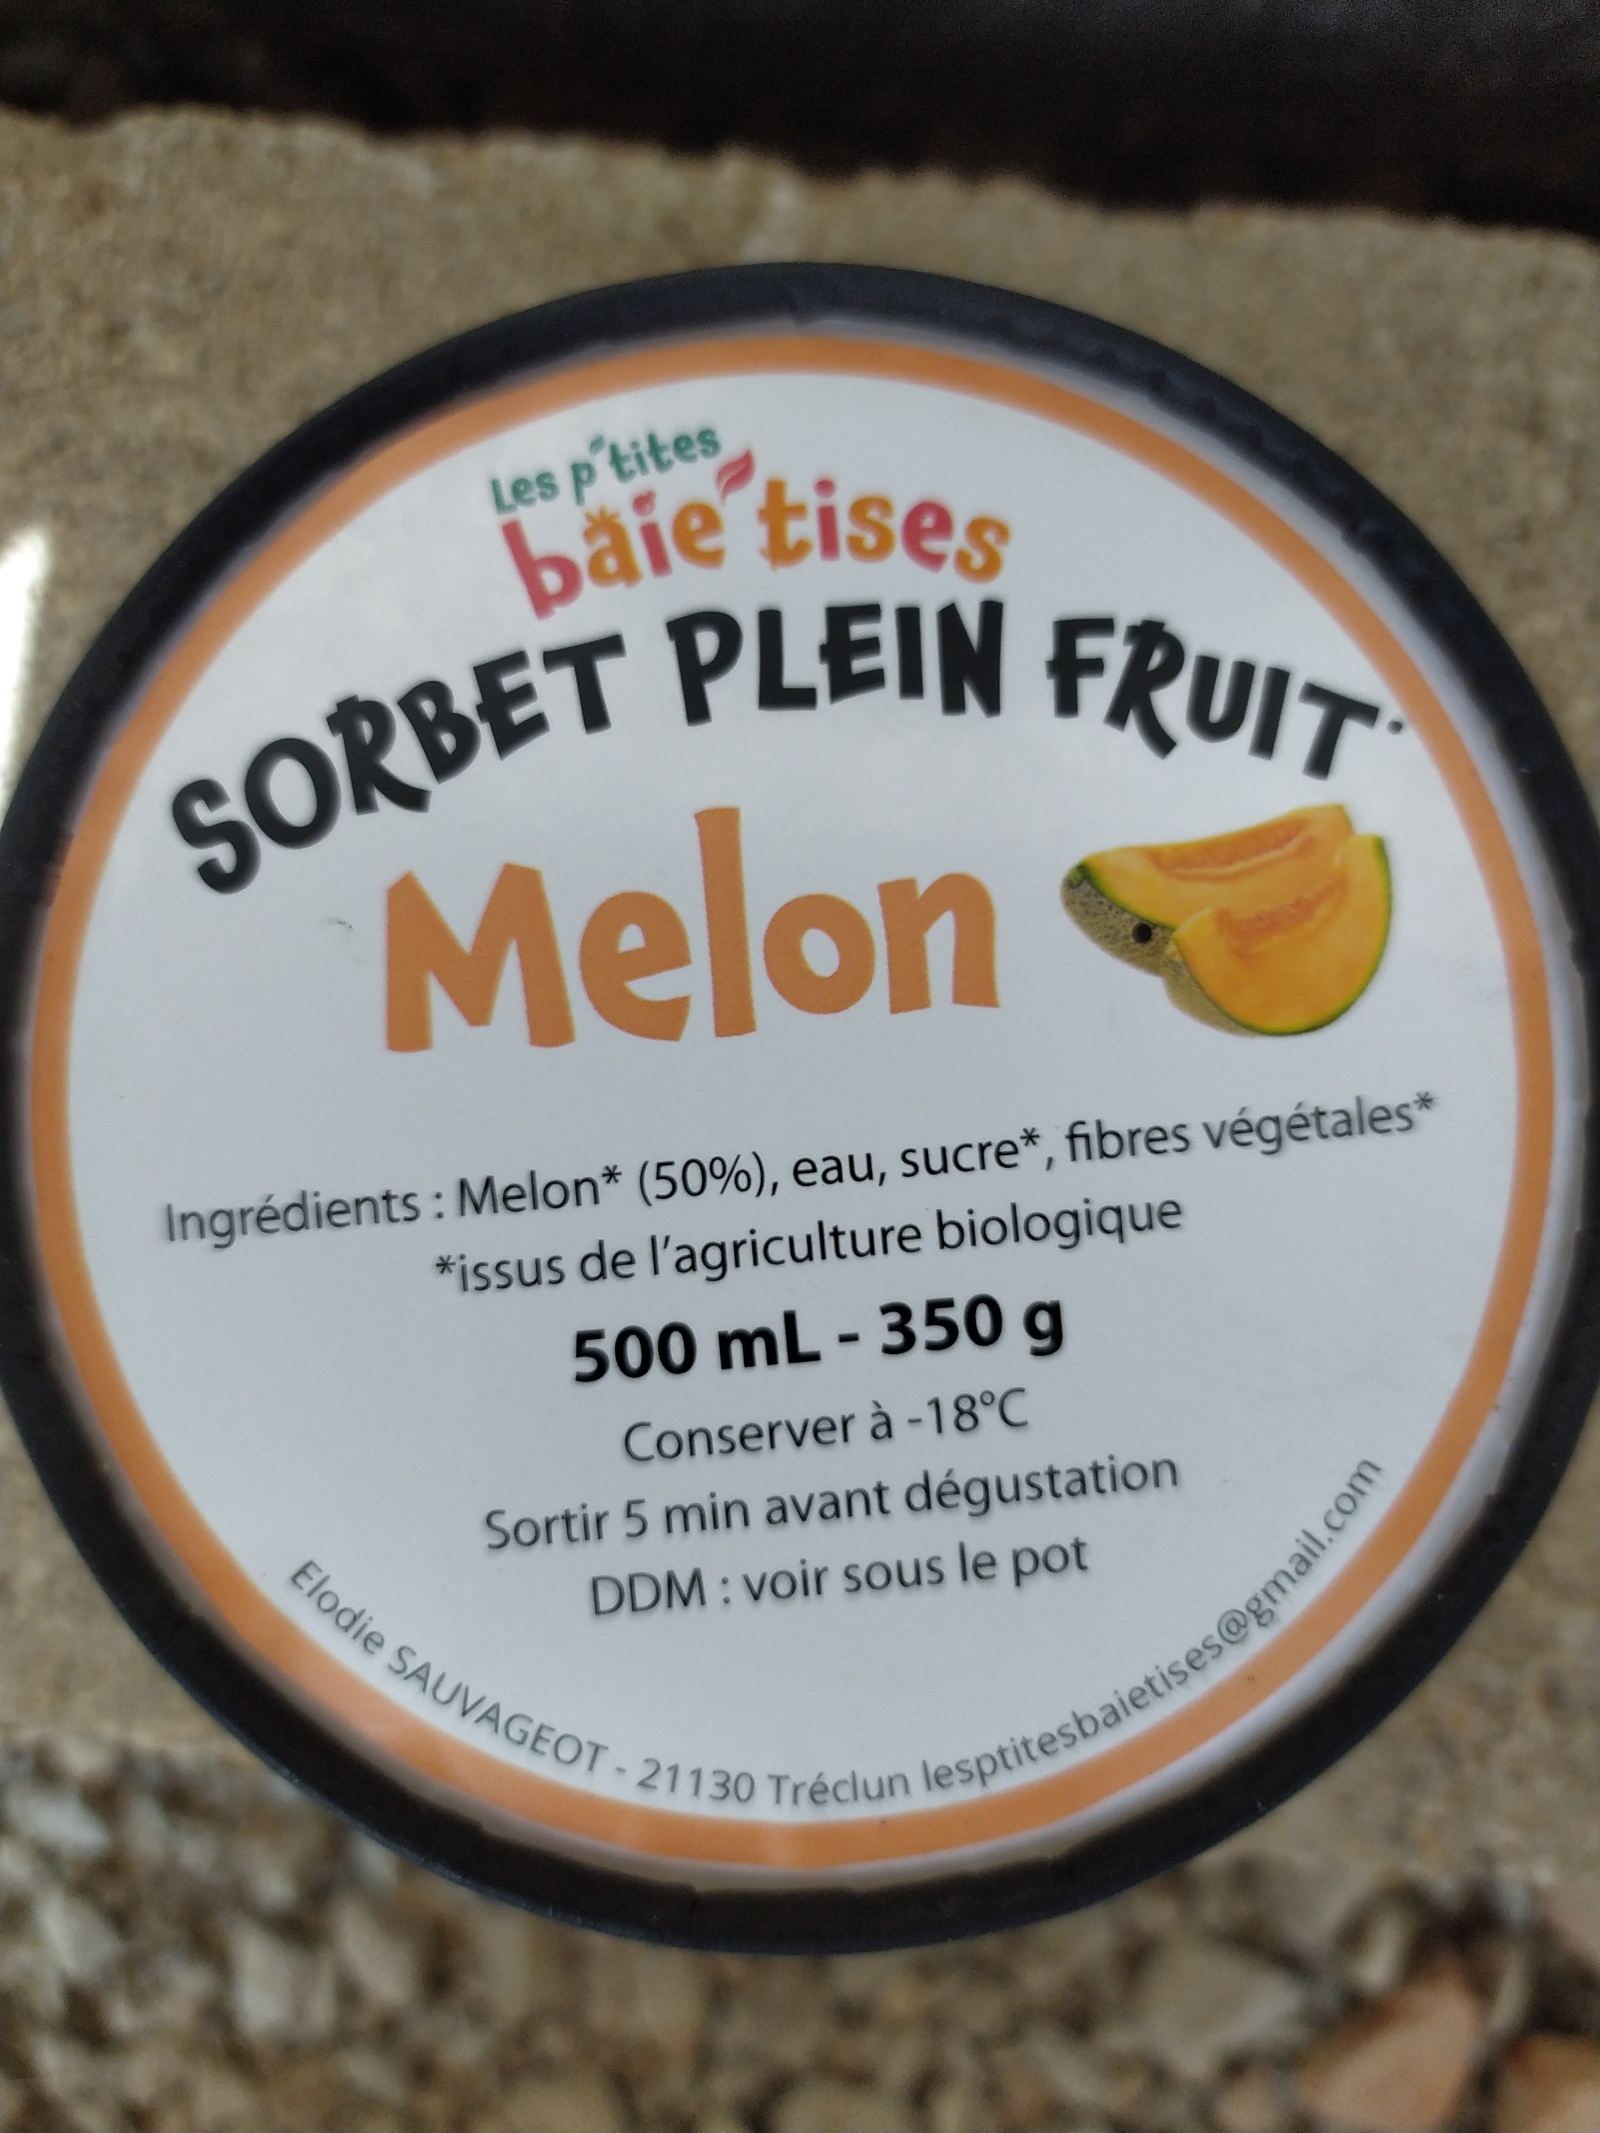 Les p'tites
baie'tises
SORBET PLEIN FRUIT*
Melon
Ingrédients : Melon* (50%), eau, sucre*, fibres végétales*
*issus de l'agriculture biologique
500 mL - 350 g
Conserver à -18°C
Sortir 5 min avant dégustation
DDM : voir sous le pot
Elodie SAUVAGEOT - 21130 Tréclun lesptitesbaietises@gmail.com